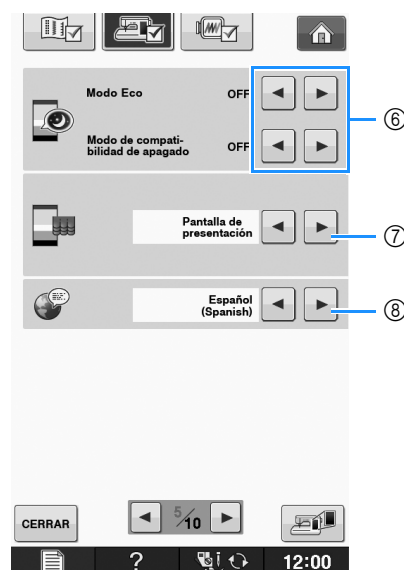 Modo Eco OFF
⑥
Modo de compati-
bilidad de apagado OFF
Pantalla de
presentación
⑦
Español
(Spanish)
⑧
CERRAR
5/10
?
12:00